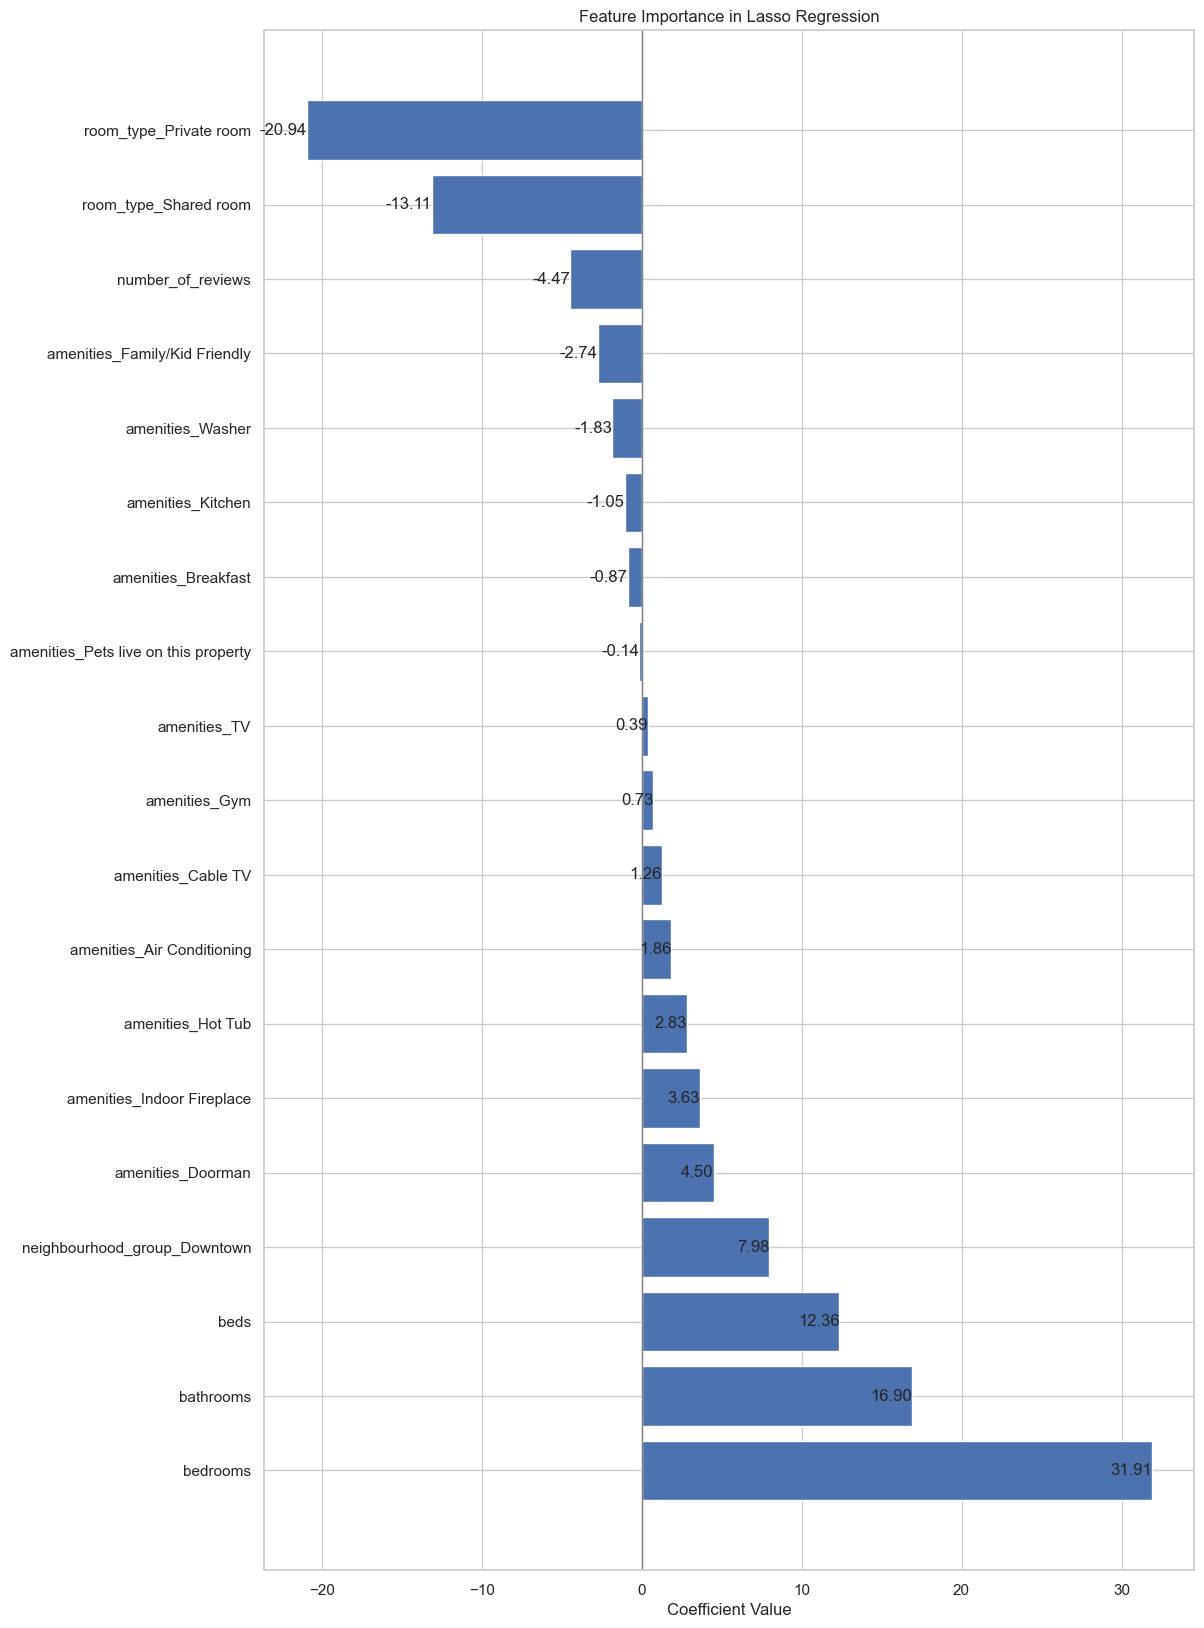 Feature Importance in Lasso Regression
room_type_Private room -20.94
room_type_Shared room -13.11
number_of_reviews -4.47
amenities_Family/Kid Friendly -2.74
amenities_Washer -1.83
amenities_Kitchen -1.05
amenities_Breakfast -0.87
amenities_Pets live on this property -0.14
amenities_TV 0.39
amenities_Gym 0.73
amenities_Cable TV 1.26
amenities_Air Conditioning 1.86
amenities_Hot Tub 2.83
amenities_Indoor Fireplace 3.63
amenities_Doorman 4.50
neighbourhood_group_Downtown 7.98
beds 12.36
bathrooms 16.90
bedrooms 31.91
−20 −10 0 10 20 30
Coefficient Value